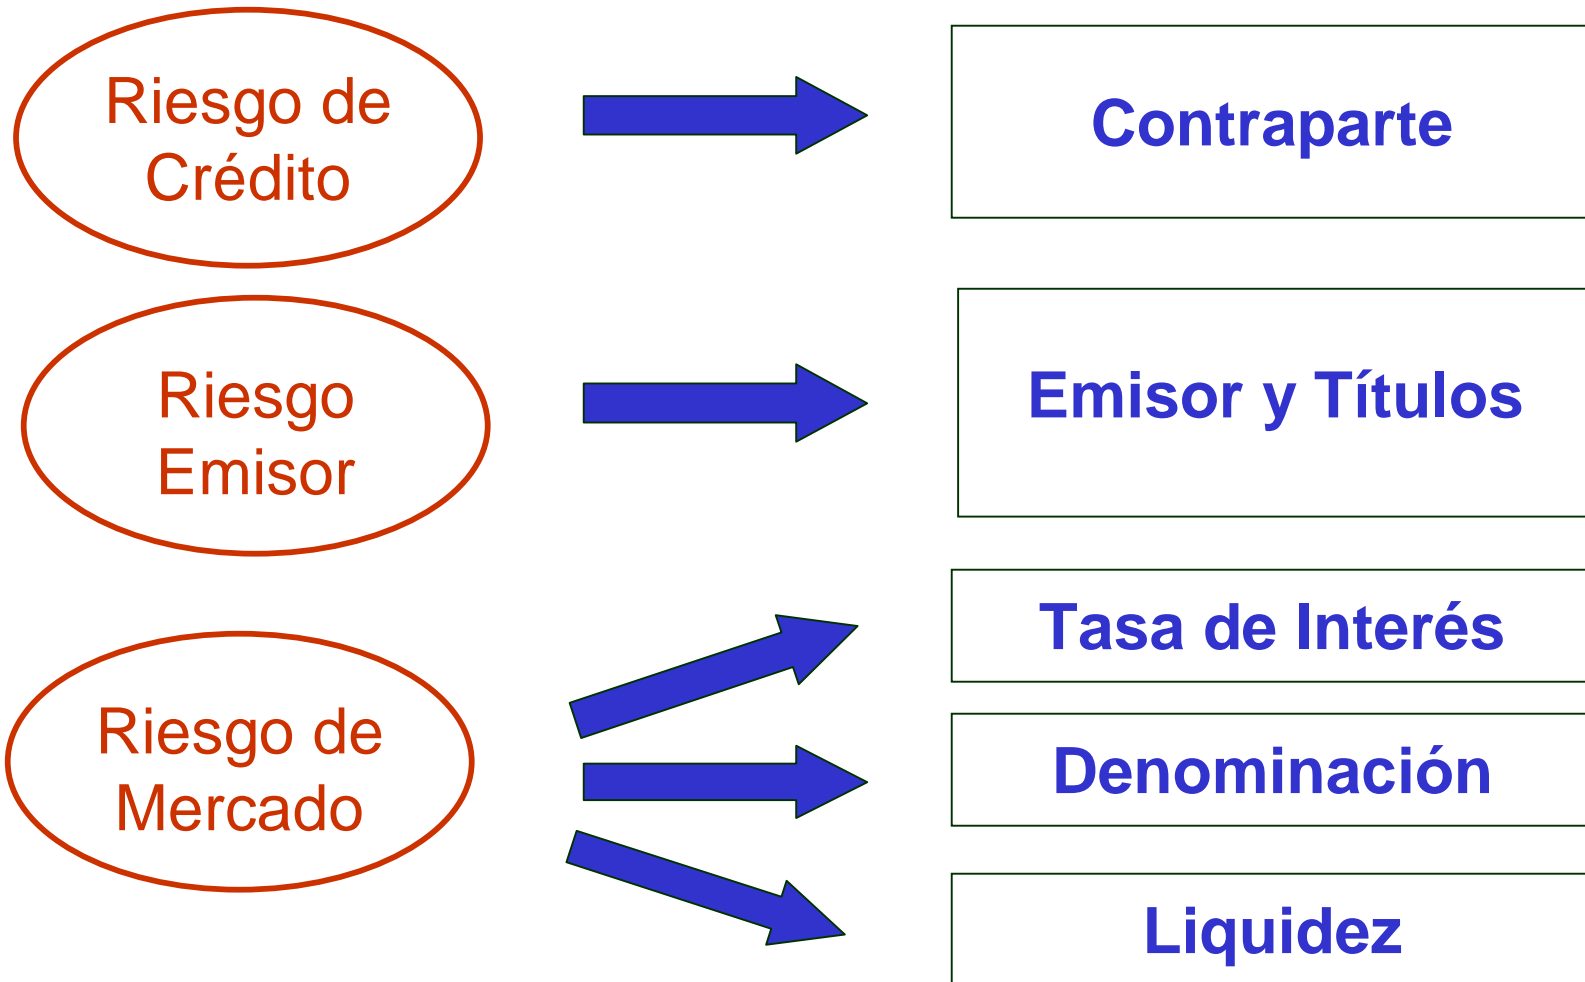 Riesgo de
Crédito
Contraparte
Riesgo
Emisor
Emisor y Títulos
Riesgo de
Mercado
Tasa de Interés
Denominación
Liquidez